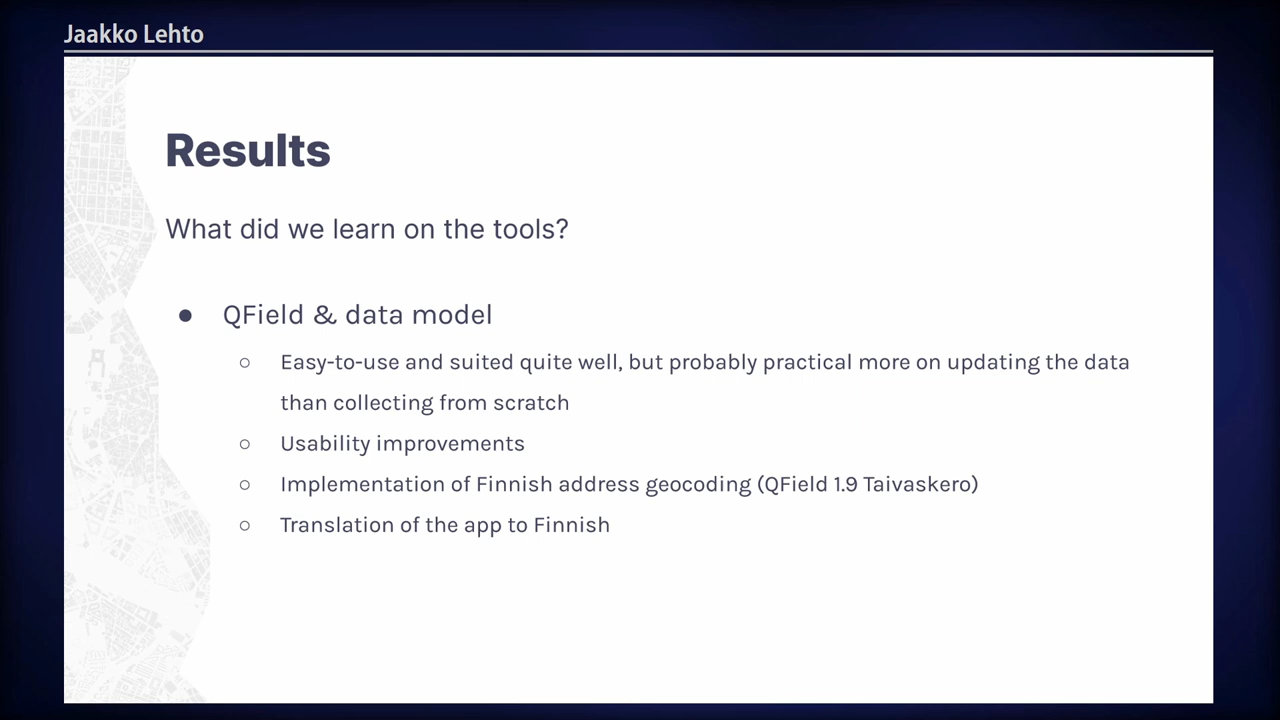 Jaakko Lehto
Results
What did we learn on the tools?
● QField & data model
○ Easy-to-use and suited quite well, but probably practical more on updating the data
than collecting from scratch
○ Usability improvements
○ Implementation of Finnish address geocoding (QField 1.9 Taivaskero)
○ Translation of the app to Finnish